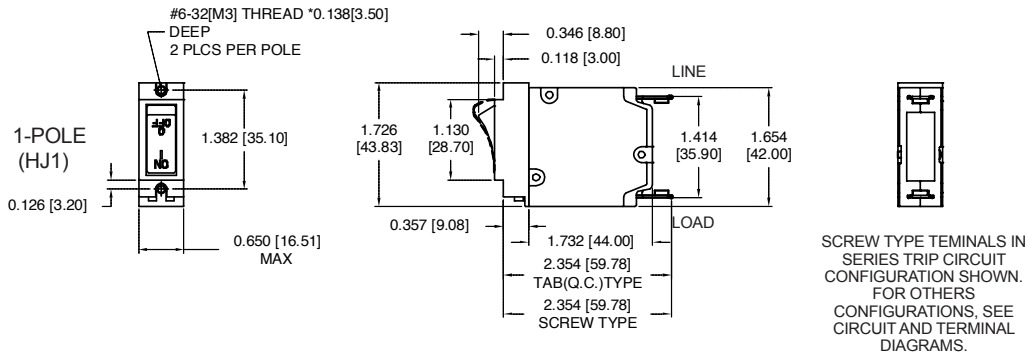 #6-32[M3] THREAD *0.138[3.50]
DEEP
2 PLCS PER POLE
1-POLE
(HJ1)
OFF
O
I
ON
1.382 [35.10]
0.126 [3.20]
0.650 [16.51]
MAX
0.346 [8.80]
0.118 [3.00]
LINE
1.726
[43.83]
1.130
[28.70]
1.414
[35.90]
1.654
[42.00]
LOAD
0.357 [9.08]
1.732 [44.00]
2.354 [59.78]
TAB(Q.C.)TYPE
2.354 [59.78]
SCREW TYPE
SCREW TYPE TEMINALS IN
SERIES TRIP CIRCUIT
CONFIGURATION SHOWN.
FOR OTHERS
CONFIGURATIONS, SEE
CIRCUIT AND TERMINAL
DIAGRAMS.